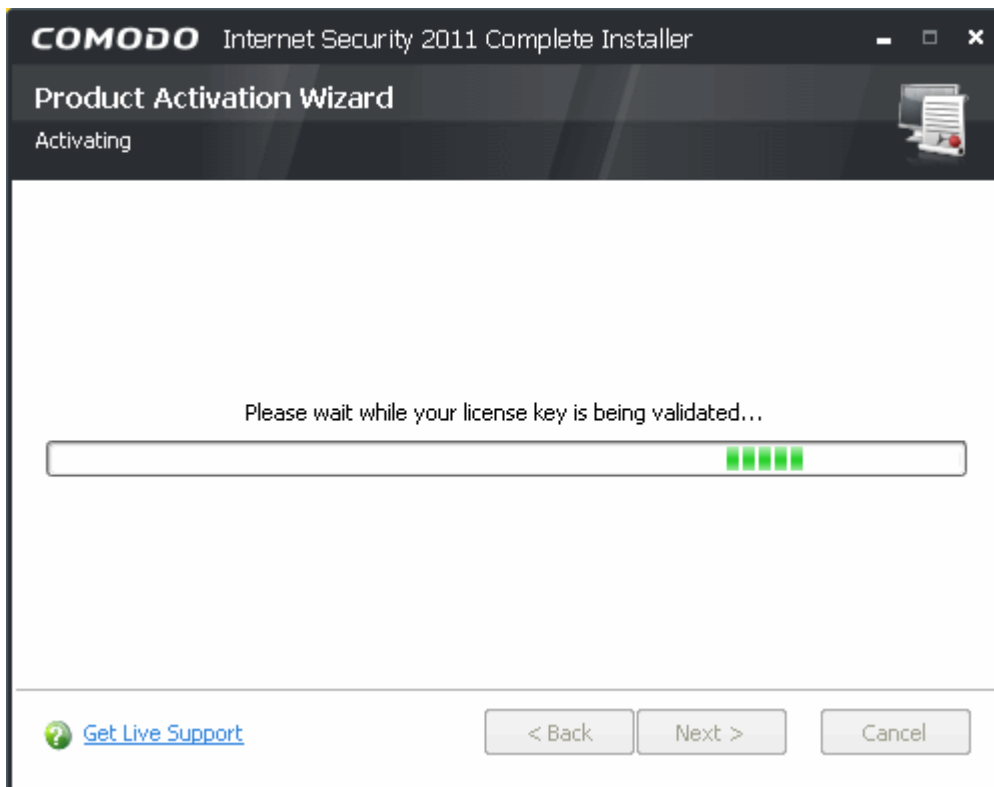 COMODO Internet Security 2011 Complete Installer
Product Activation Wizard
Activating
Please wait while your license key is being validated...
Get Live Support
< Back
Next >
Cancel